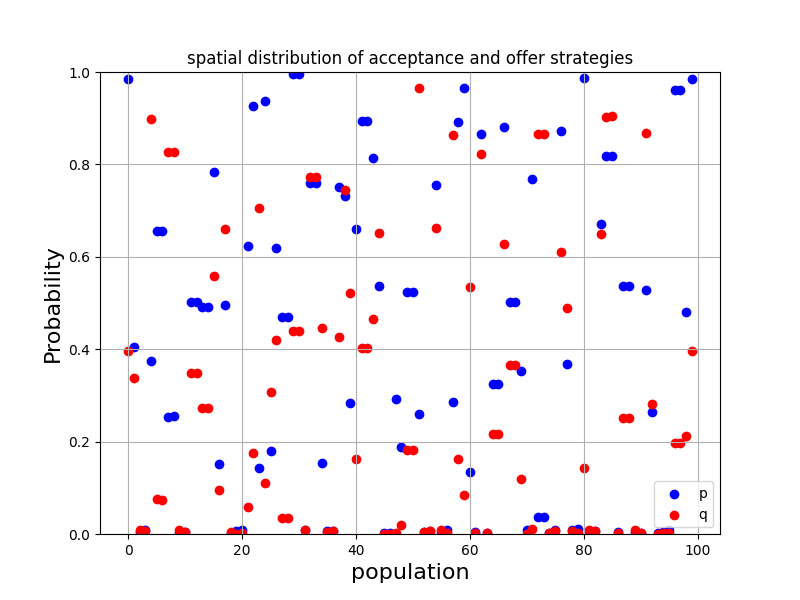 spatial distribution of acceptance and offer strategies
1.0
0.8
0.6
0.4
0.2
0.0
Probability
0
20
40
60
80
100
population
p
q